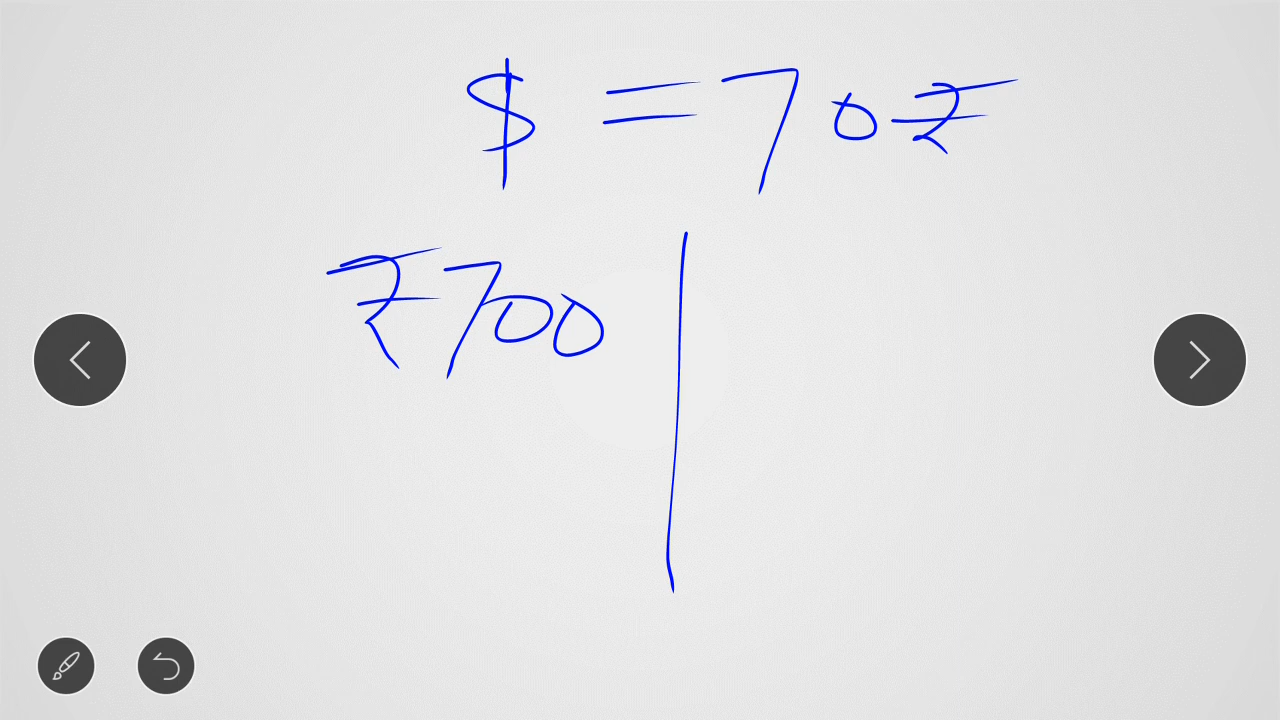 $ = 70₹
₹700